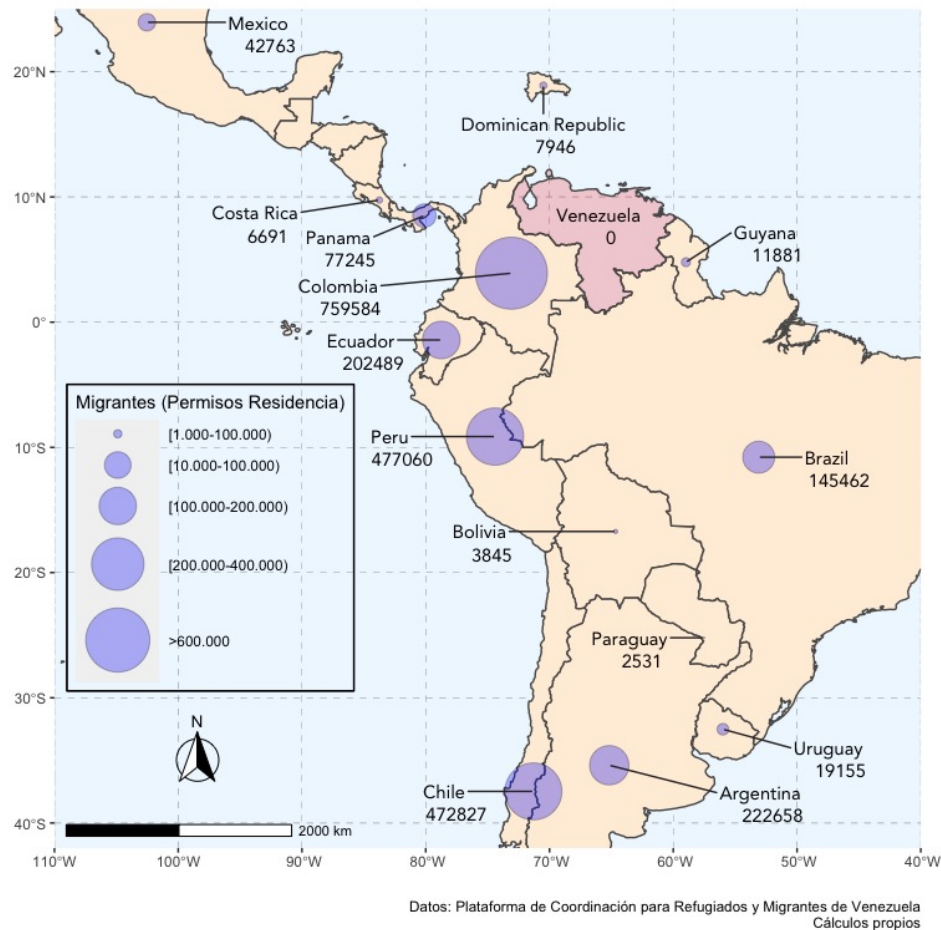 Mexico
42763
20°N
Dominican Republic
7946
10°N
Costa Rica
6691
Panama
77245
Venezuela
0
Guyana
11881
Colombia
759584
0°
Ecuador
202489
Migrantes (Permisos Residencia)
[1.000-100.000)
[10.000-100.000)
[100.000-200.000)
[200.000-400.000)
>600.000
Peru
477060
10°S
Brazil
145462
Bolivia
3845
20°S
Paraguay
2531
30°S
N
Uruguay
19155
Chile
472827
Argentina
222658
40°S
2000 km
110°W 100°W 90°W 80°W 70°W 60°W 50°W 40°W
Datos: Plataforma de Coordinación para Refugiados y Migrantes de Venezuela
Cálculos propios